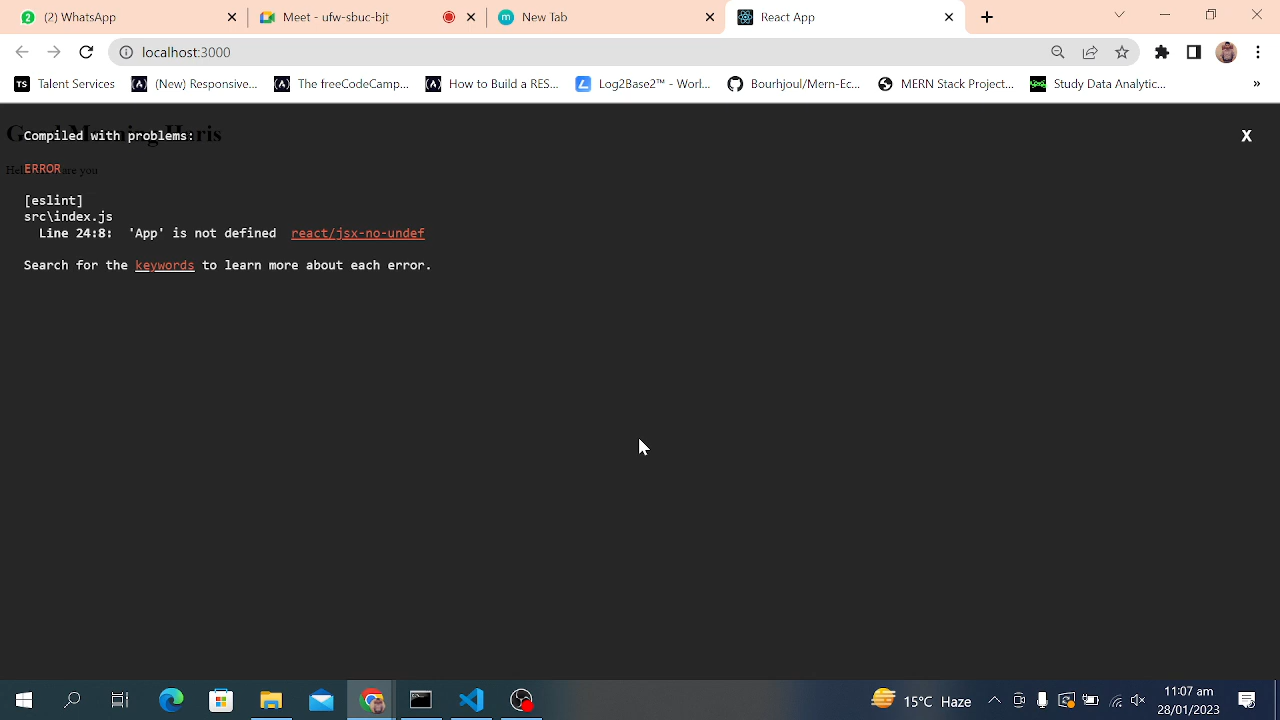 (2) WhatsApp
Meet - ufw-sbuc-bjt
New Tab
React App
localhost:3000
TS Talent Services
(New) Responsive...
The freeCodeCamp...
How to Build a RES...
Log2Base2™ - Worl...
Bourhjoul/Mern-Ec...
MERN Stack Project...
Study Data Analytic...
»
Compiled with problems:
X
ERROR
are you
[eslint]
src\index.js
Line 24:8: 'App' is not defined react/jsx-no-undef
Search for the keywords to learn more about each error.
15°C Haze
11:07 am
28/01/2023